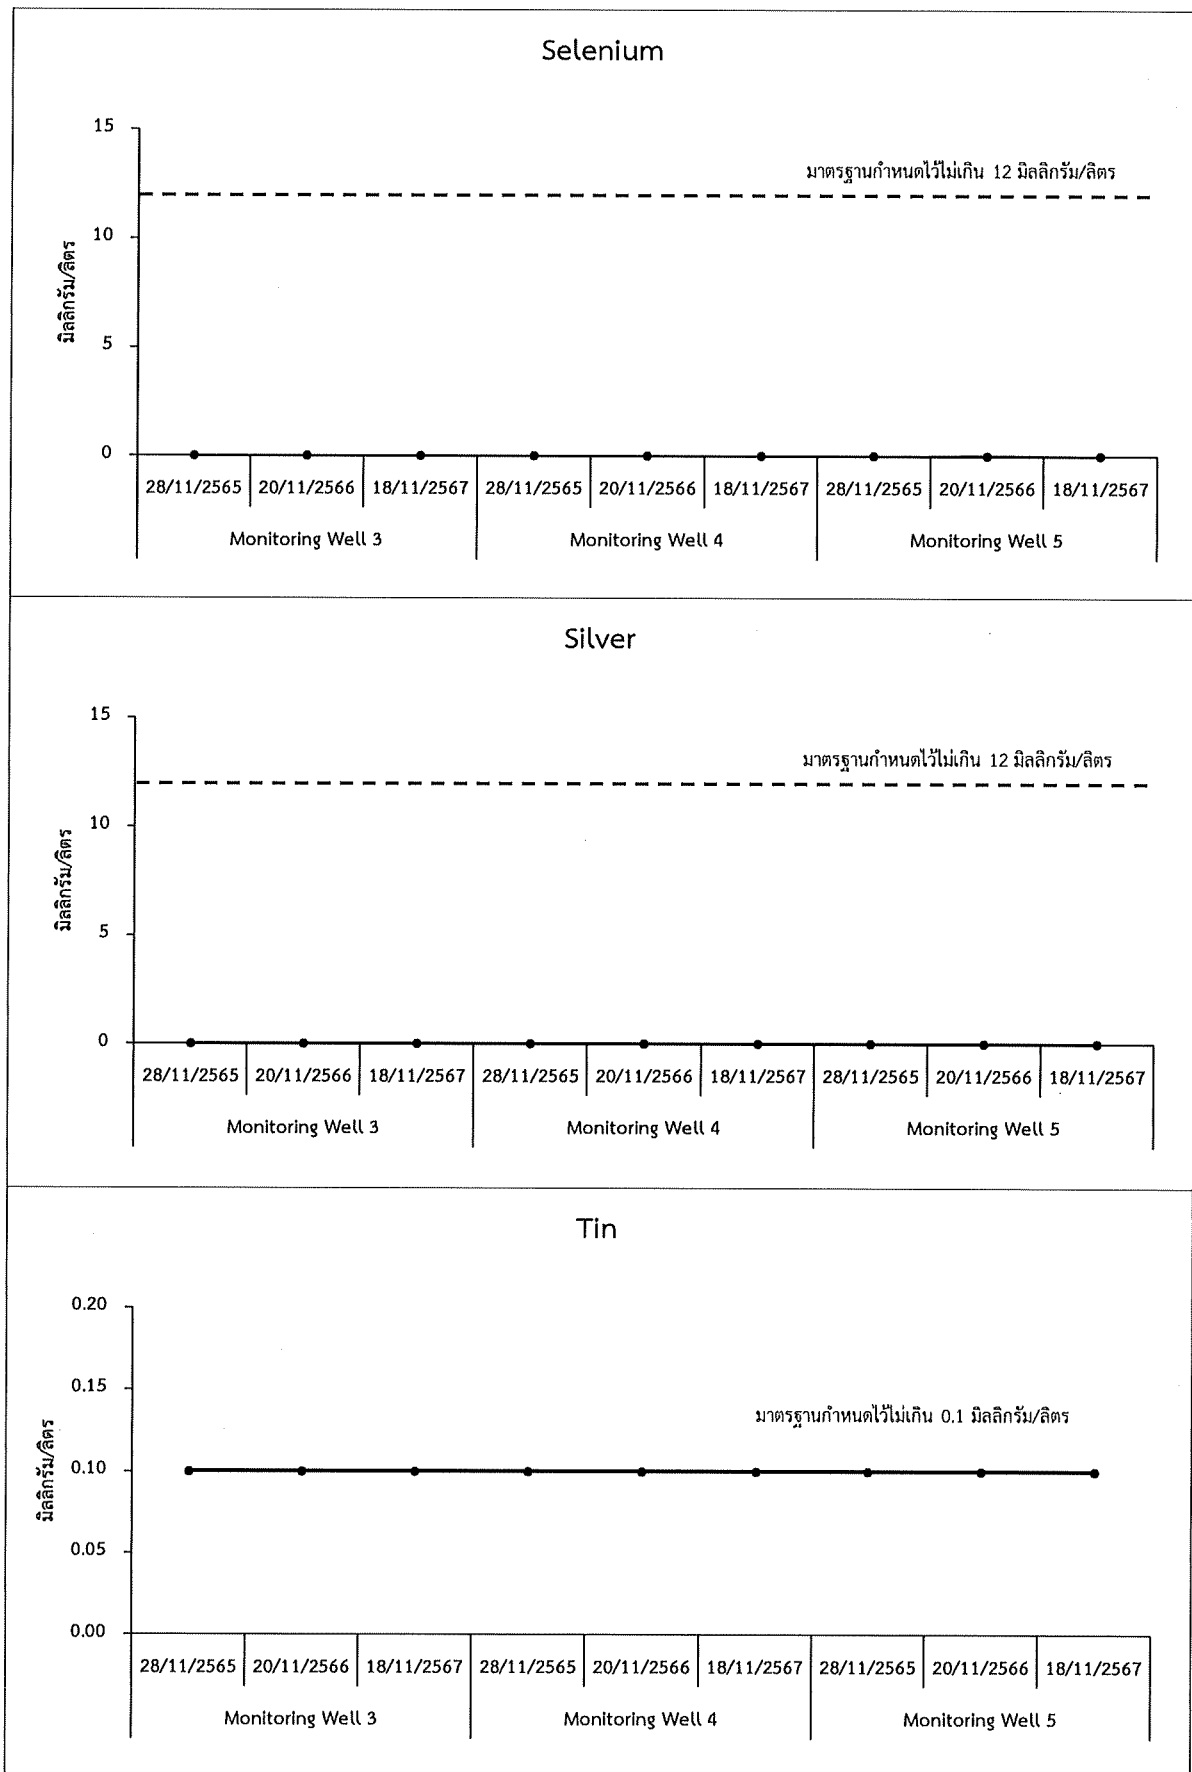 Selenium
15
มาตรฐานกำหนดไว้ไม่เกิน 12 มิลลิกรัม/ลิตร
10
มิลลิกรัม/ลิตร
5
0
28/11/2565 20/11/2566 18/11/2567 28/11/2565 20/11/2566 18/11/2567 28/11/2565 20/11/2566 18/11/2567
Monitoring Well 3 Monitoring Well 4 Monitoring Well 5
Silver
15
มาตรฐานกำหนดไว้ไม่เกิน 12 มิลลิกรัม/ลิตร
10
มิลลิกรัม/ลิตร
5
0
28/11/2565 20/11/2566 18/11/2567 28/11/2565 20/11/2566 18/11/2567 28/11/2565 20/11/2566 18/11/2567
Monitoring Well 3 Monitoring Well 4 Monitoring Well 5
Tin
0.20
0.15
มาตรฐานกำหนดไว้ไม่เกิน 0.1 มิลลิกรัม/ลิตร
0.10
มิลลิกรัม/ลิตร
0.05
0.00
28/11/2565 20/11/2566 18/11/2567 28/11/2565 20/11/2566 18/11/2567 28/11/2565 20/11/2566 18/11/2567
Monitoring Well 3 Monitoring Well 4 Monitoring Well 5